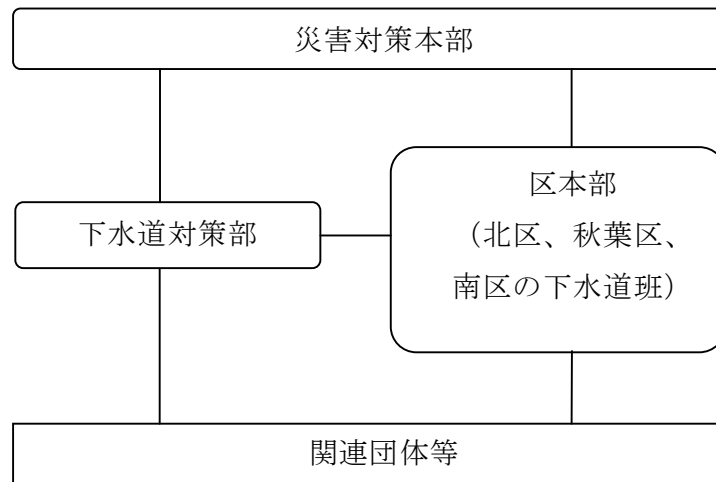 災害対策本部
下水道対策部
区本部
（北区、秋葉区、
南区の下水道班）
関連団体等